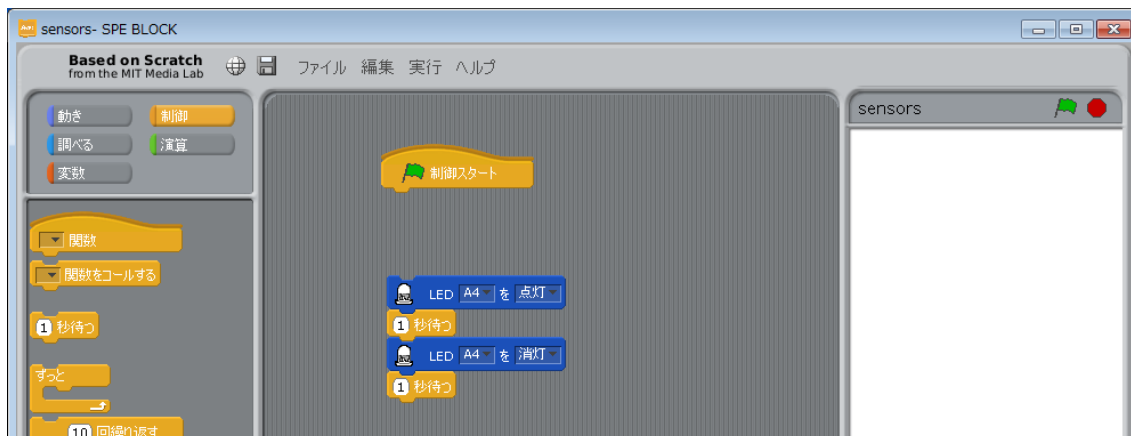 sensors- SPE BLOCK
Based on Scratch
from the MIT Media Lab
ファイル 編集 実行 ヘルプ
動き 制御
調べる 演算
変数
関数
関数をコールする
1 秒待つ
ずっと
10 回繰り返す
制御スタート
LED A4 を 点灯
1 秒待つ
LED A4 を 消灯
1 秒待つ
sensors